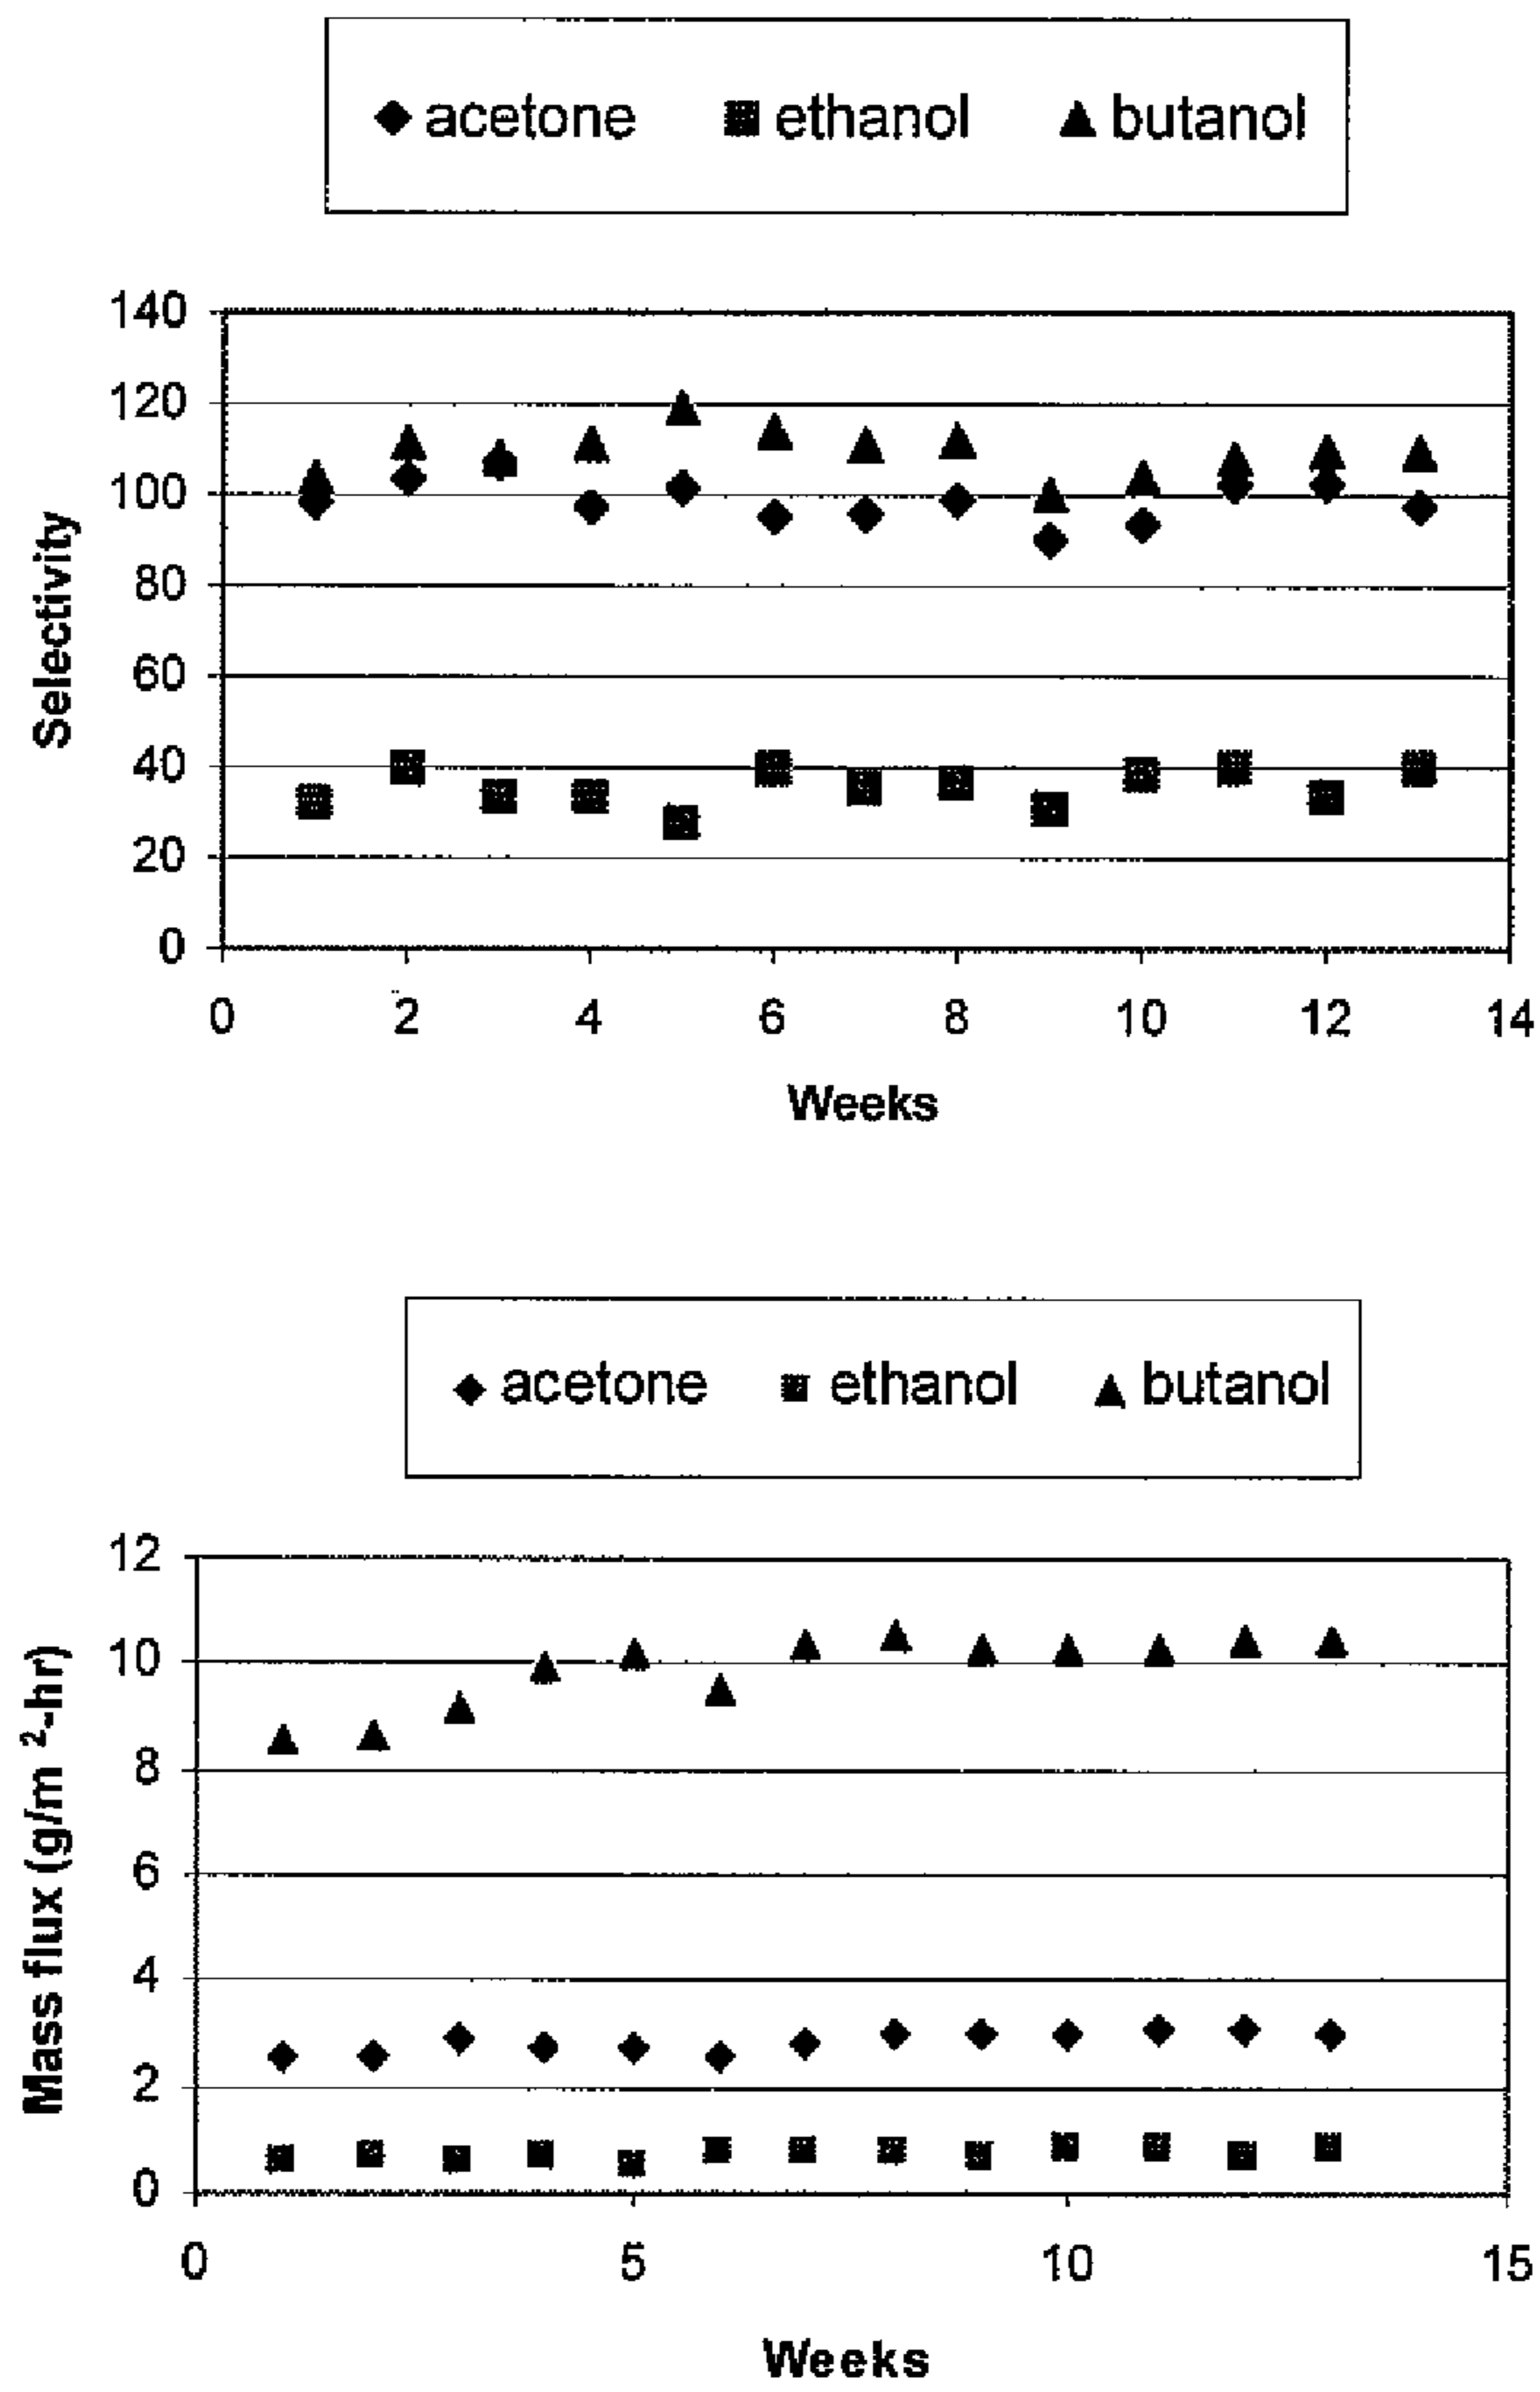 acetone ethanol butanol
140
120
100
80
60
40
20
0
Selectivity
0 2 4 6 8 10 12 14
Weeks
acetone ethanol butanol
12
10
8
6
4
2
0
Mass flux (g/m ²-hr)
0 5 10 15
Weeks